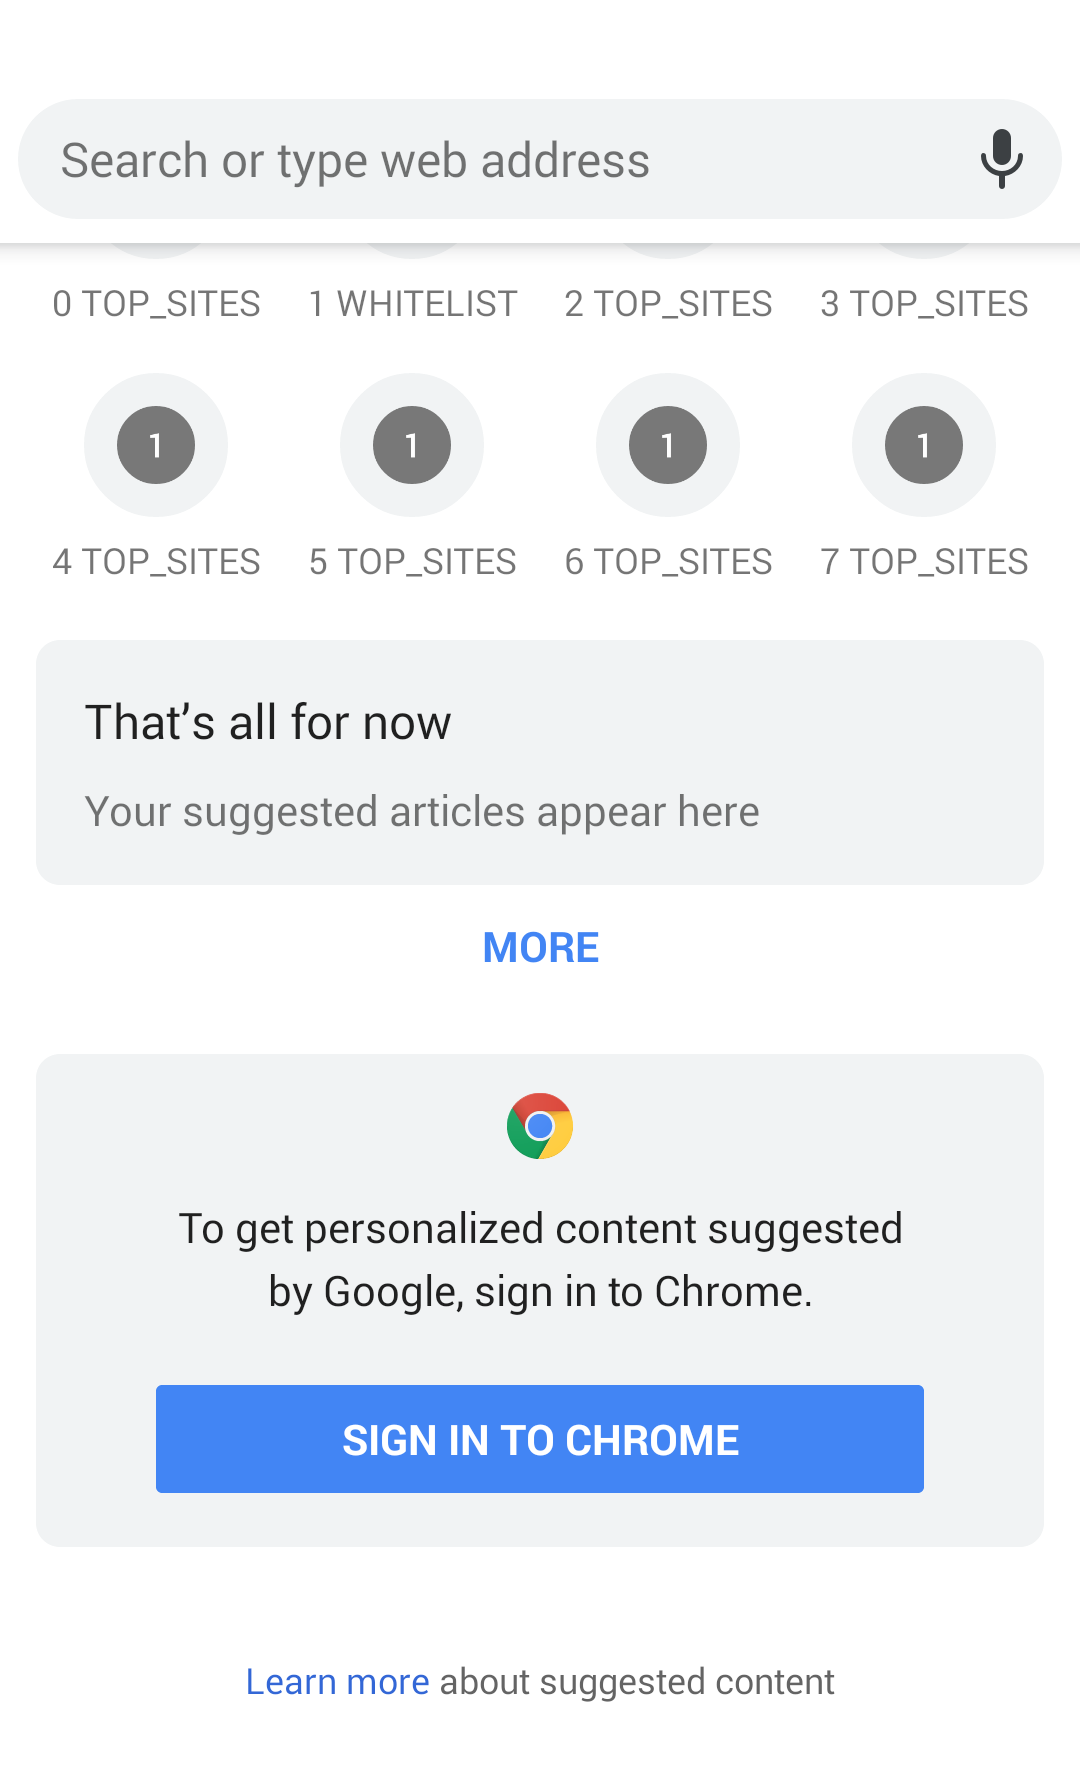 Search or type web address
0 TOP_SITES 1 WHITELIST 2 TOP_SITES 3 TOP_SITES
1 1 1 1
4 TOP_SITES 5 TOP_SITES 6 TOP_SITES 7 TOP_SITES
That's all for now
Your suggested articles appear here
MORE
To get personalized content suggested
by Google, sign in to Chrome.
SIGN IN TO CHROME
Learn more about suggested content